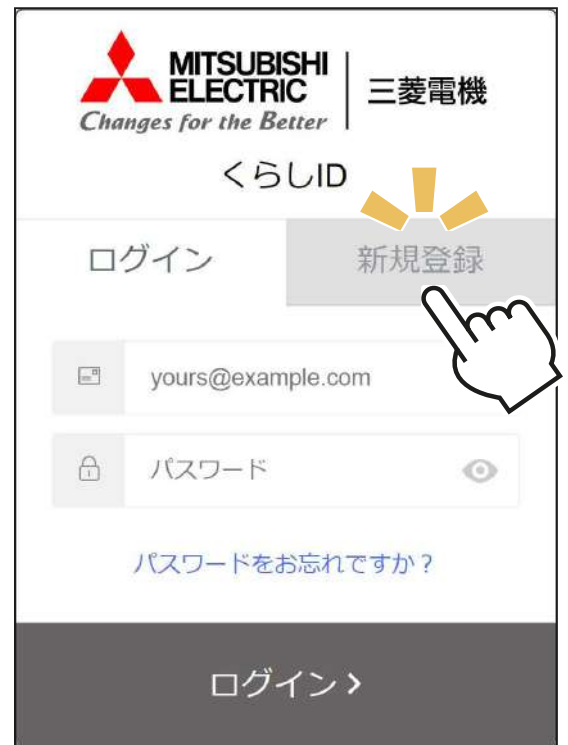 MITSUBISHI
ELECTRIC
Changes for the Better
三菱電機
くらしID
ログイン
新規登録
yours@example.com
パスワード
パスワードをお忘れですか？
ログイン >